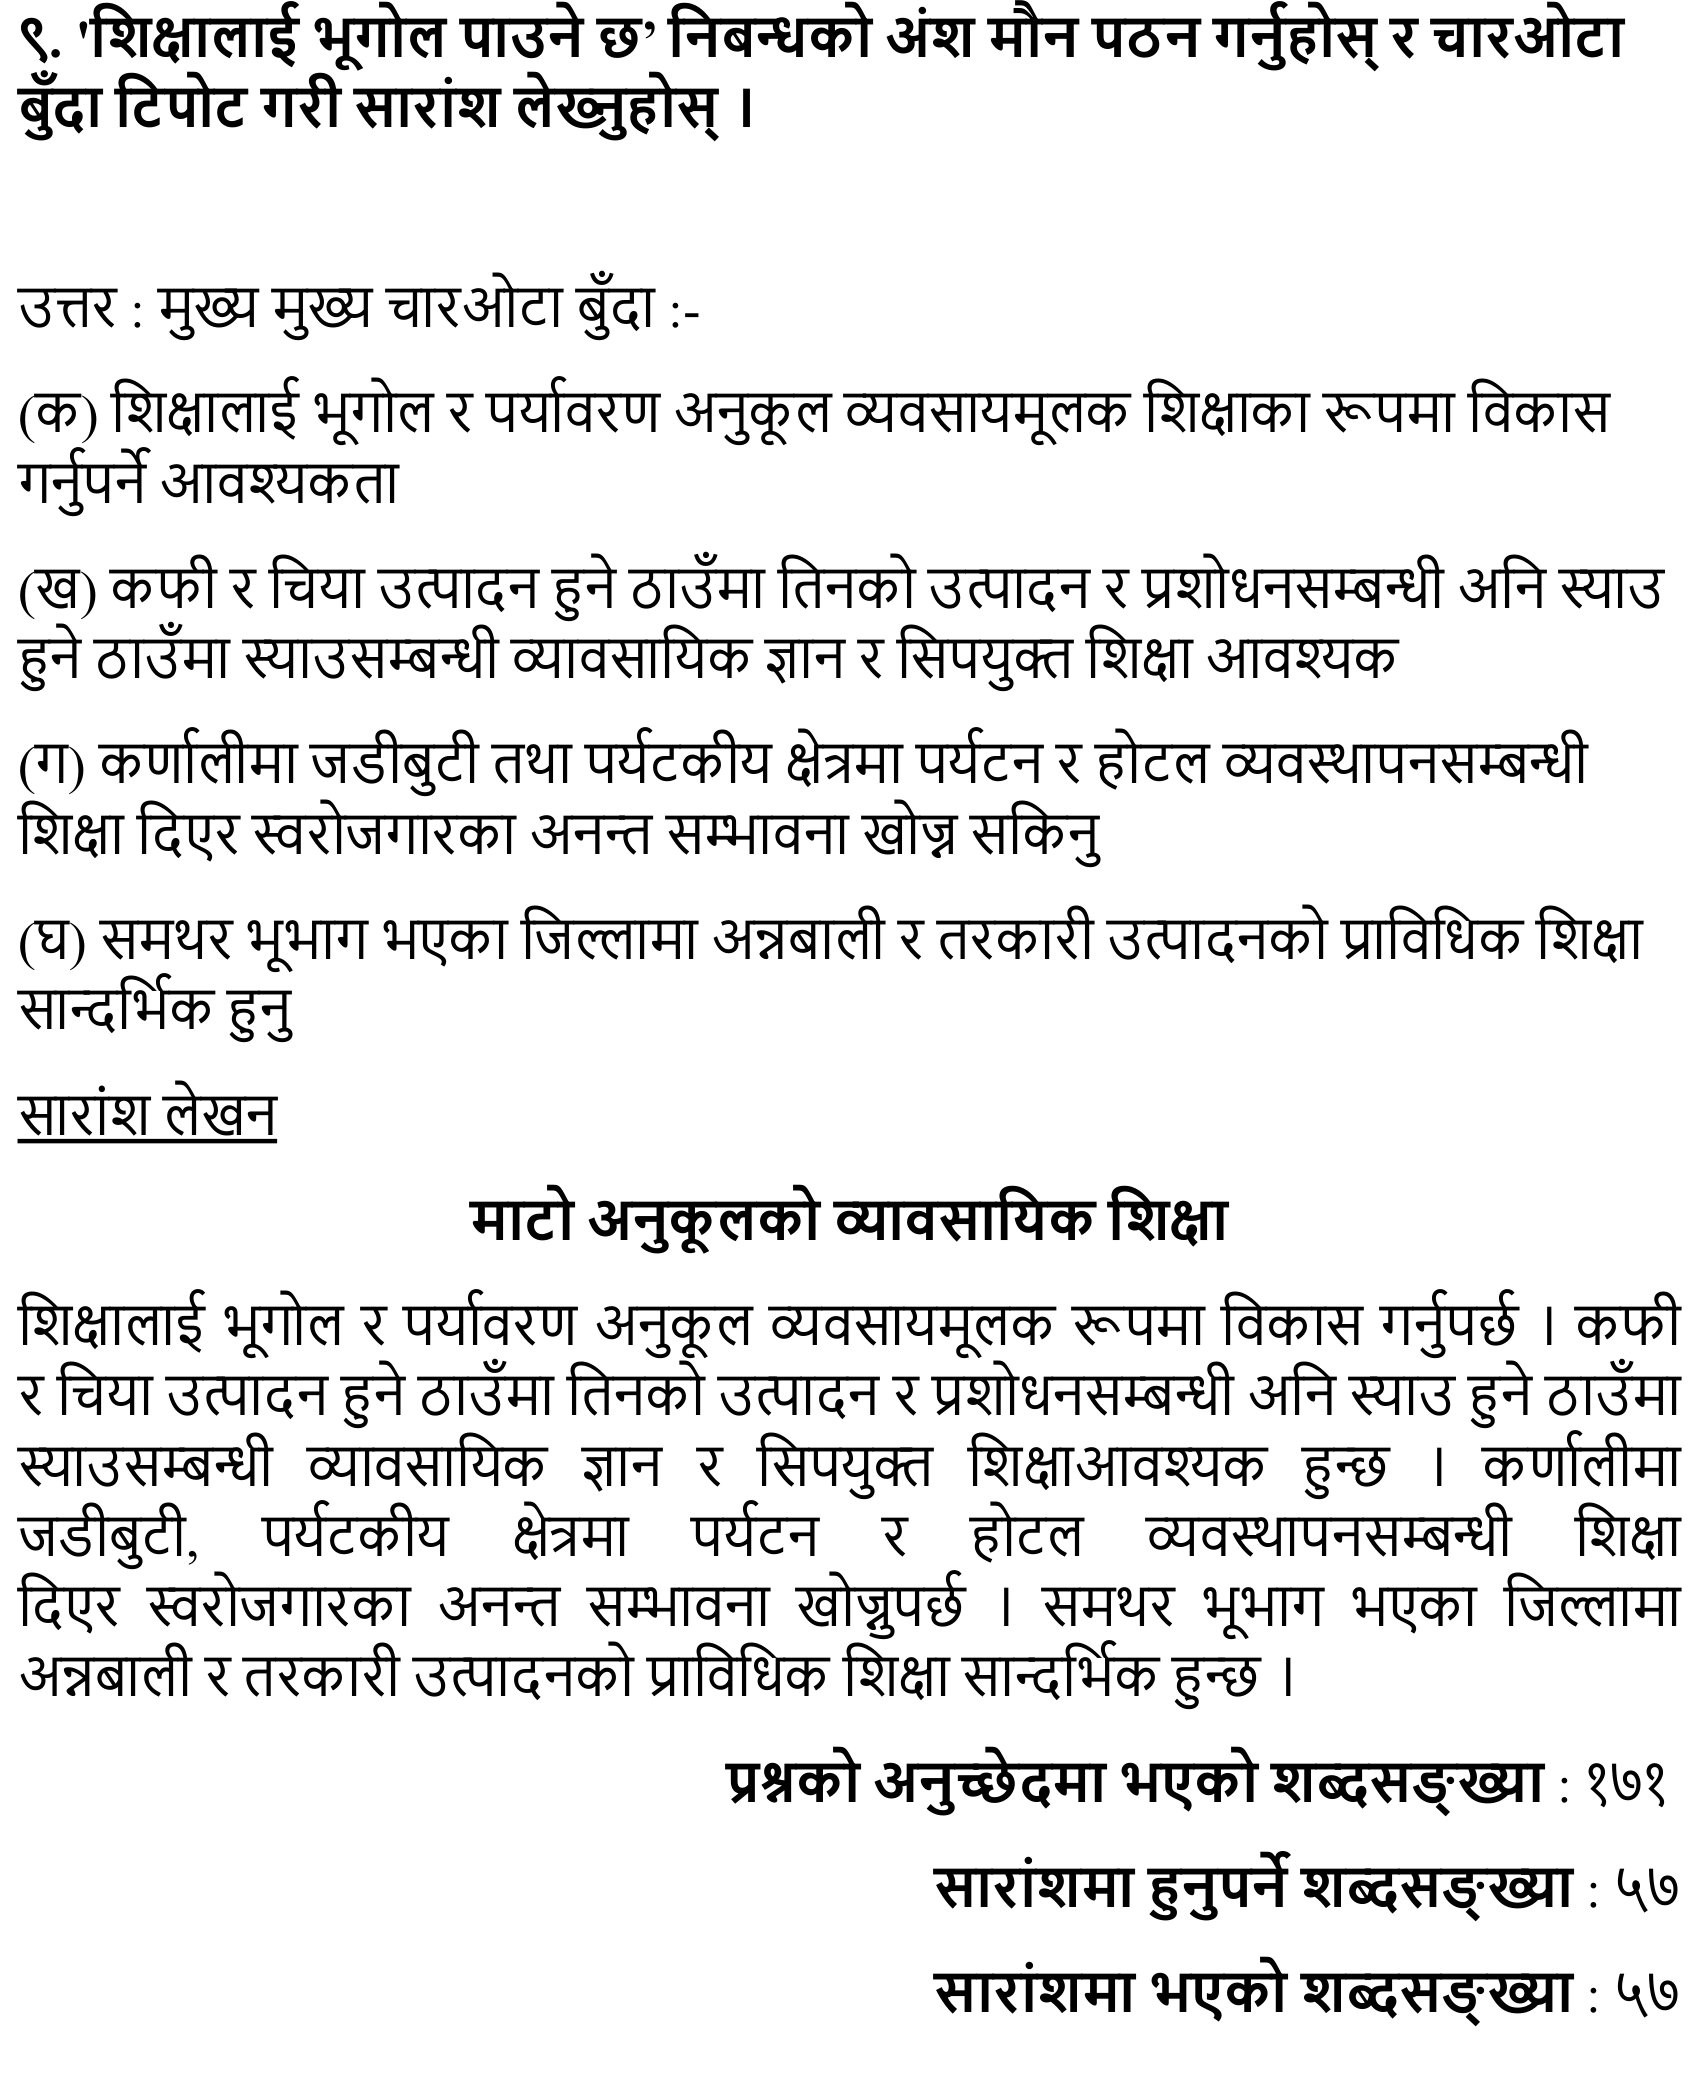 ९. 'शिक्षालाई भूगोल पाउने छ’ निबन्धको अंश मौन पठन गर्नुहोस् र चारओटा
बुँदा टिपोट गरी सारांश लेख्नुहोस् ।
उत्तर : मुख्य मुख्य चारओटा बुँदा :-
(क) शिक्षालाई भूगोल र पर्यावरण अनुकूल व्यवसायमूलक शिक्षाका रूपमा विकास
गर्नुपर्ने आवश्यकता
(ख) कफी र चिया उत्पादन हुने ठाउँमा तिनको उत्पादन र प्रशोधनसम्बन्धी अनि स्याउ
हुने ठाउँमा स्याउसम्बन्धी व्यावसायिक ज्ञान र सिपयुक्त शिक्षा आवश्यक
(ग) कर्णालीमा जडीबुटी तथा पर्यटकीय क्षेत्रमा पर्यटन र होटल व्यवस्थापनसम्बन्धी
शिक्षा दिएर स्वरोजगारका अनन्त सम्भावना खोज्न सकिनु
(घ) समथर भूभाग भएका जिल्लामा अन्नबाली र तरकारी उत्पादनको प्राविधिक शिक्षा
सान्दर्भिक हुनु
सारांश लेखन
माटो अनुकूलको व्यावसायिक शिक्षा
शिक्षालाई भूगोल र पर्यावरण अनुकूल व्यवसायमूलक रूपमा विकास गर्नुपर्छ । कफी
र चिया उत्पादन हुने ठाउँमा तिनको उत्पादन र प्रशोधनसम्बन्धी अनि स्याउ हुने ठाउँमा
स्याउसम्बन्धी व्यावसायिक ज्ञान र सिपयुक्त शिक्षाआवश्यक हुन्छ । कर्णालीमा
जडीबुटी, पर्यटकीय क्षेत्रमा पर्यटन र होटल व्यवस्थापनसम्बन्धी शिक्षा
दिएर स्वरोजगारका अनन्त सम्भावना खोज्नुपर्छ । समथर भूभाग भएका जिल्लामा
अन्नबाली र तरकारी उत्पादनको प्राविधिक शिक्षा सान्दर्भिक हुन्छ ।
प्रश्नको अनुच्छेदमा भएको शब्दसङ्ख्या : १७१
सारांशमा हुनुपर्ने शब्दसङ्ख्या : ५७
सारांशमा भएको शब्दसङ्ख्या : ५७